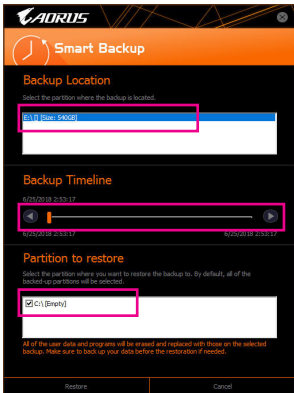 AORUS
Smart Backup
Backup Location
Select the partition where the backup is located.
E:\ [] [Size: 540GB]
Backup Timeline
6/25/2018 2:53:17
6/25/2018 2:53:17 6/25/2018 2:53:17
Partition to restore
Select the partition where you want to restore the backup to. By default, all of the
backed-up partitions will be selected.
C:\ [Empty]
All of the user data and programs will be erased and replaced with those on the selected
backup. Make sure to back up your data before the restoration if needed.
Restore Cancel